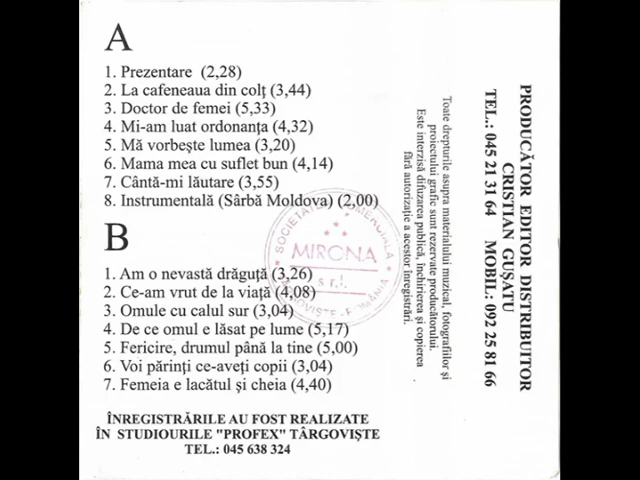 A
1. Prezentare (2,28)
2. La cafeneaua din colț (3,44)
3. Doctor de femei (5,33)
4. Mi-am luat ordonanța (4,32)
5. Mă vorbește lumea (3,20)
6. Mama mea cu suflet bun (4,14)
7. Cântă-mi lăutare (3,55)
8. Instrumentală (Sârbă Moldova) (2,00)
B
1. Am o nevastă drăguță (3,26)
2. Ce-am vrut de la viață (4,08)
3. Omule cu calul sur (3,04)
4. De ce omul e lăsat pe lume (5,17)
5. Fericire, drumul până la tine (5,00)
6. Voi părinți ce-aveți copii (3,04)
7. Femeia e lacătul și cheia (4,40)
ÎNREGISTRĂRILE AU FOST REALIZATE
ÎN STUDIOURILE "PROFEX" TÂRGOVIȘTE
TEL.: 045 638 324
SOCIETATEA COMERCIALĂ
MIRONA
s r.l.
TÂRGOVIȘTE - ROMÂNIA
Toate drepturile asupra materialului muzical, fotografiilor și
proiectului grafic sunt rezervate producătorului.
Este interzisă difuzarea publică, închirierea și copierea
fără autorizație a acestor înregistrări.
PRODUCĂTOR EDITOR DISTRIBUITOR
CRISTIAN GUȘATU
TEL.: 045 21 31 64 MOBIL.: 092 25 81 66